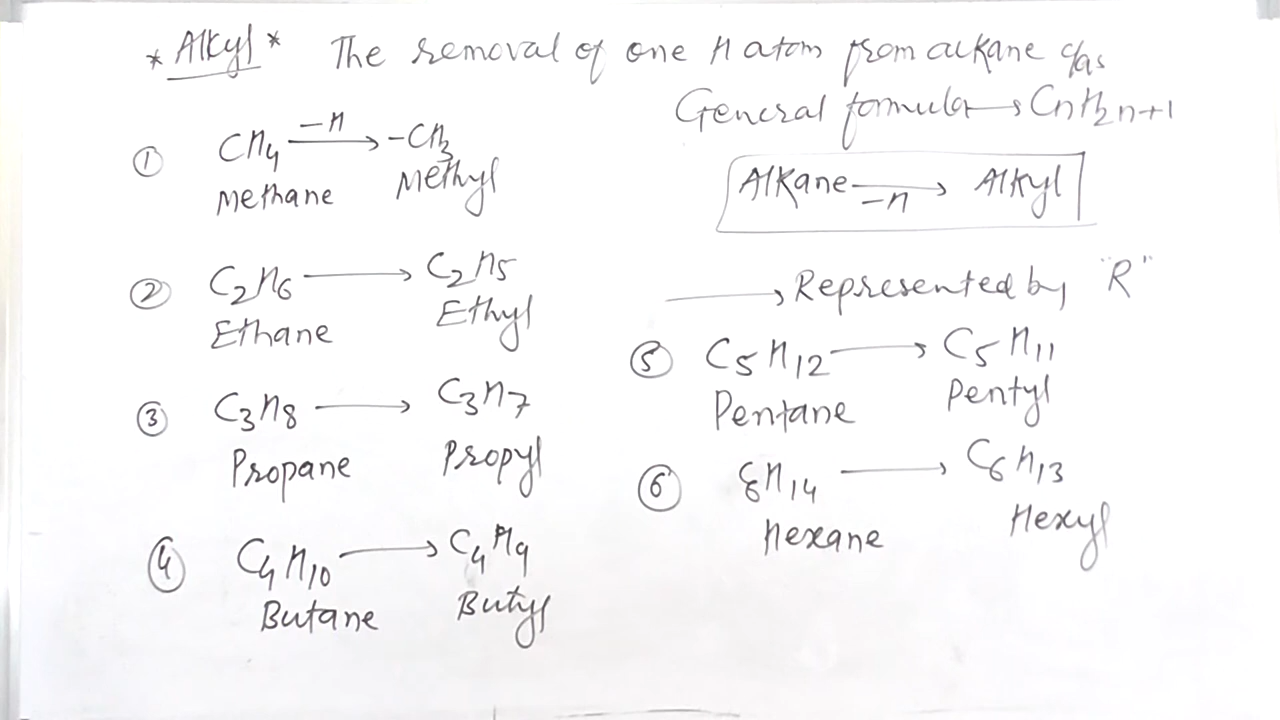 * Alkyl * The removal of one H atom from alkane
General formula → CnH2n+1
① CH4 -H → -CH3
Methane Methyl
Alkane -H → Alkyl
② C2H6 → C2H5
Ethane Ethyl
→ Represented by "R"
③ C3H8 → C3H7
Propane Propyl
④ C4H10 → C4H9
Butane Butyl
⑤ C5H12 → C5H11
Pentane Pentyl
⑥ C6H14 → C6H13
Hexane Hexyl